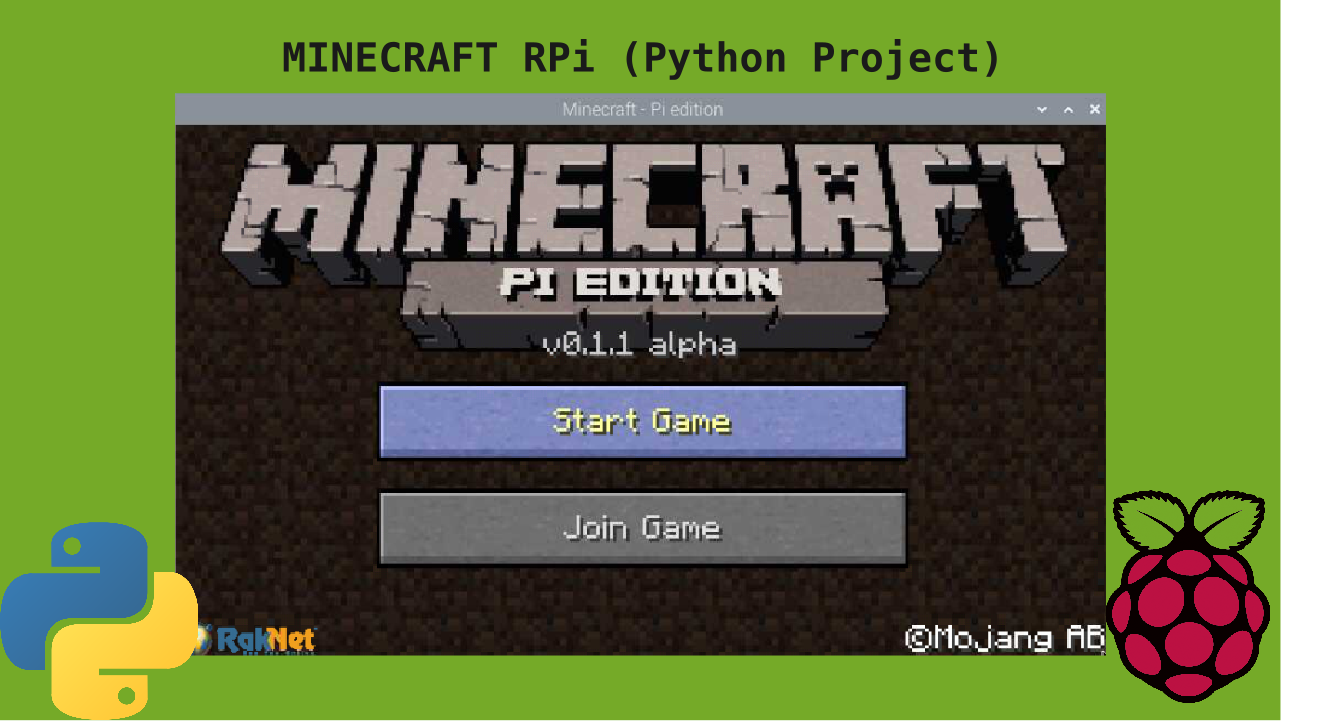 MINECRAFT RPi (Python Project)
Minecraft - Pi edition
MINECRAFT
PI EDITION
v0.1.1 alpha
Start Game
Join Game
RakNet
©Mojang AB